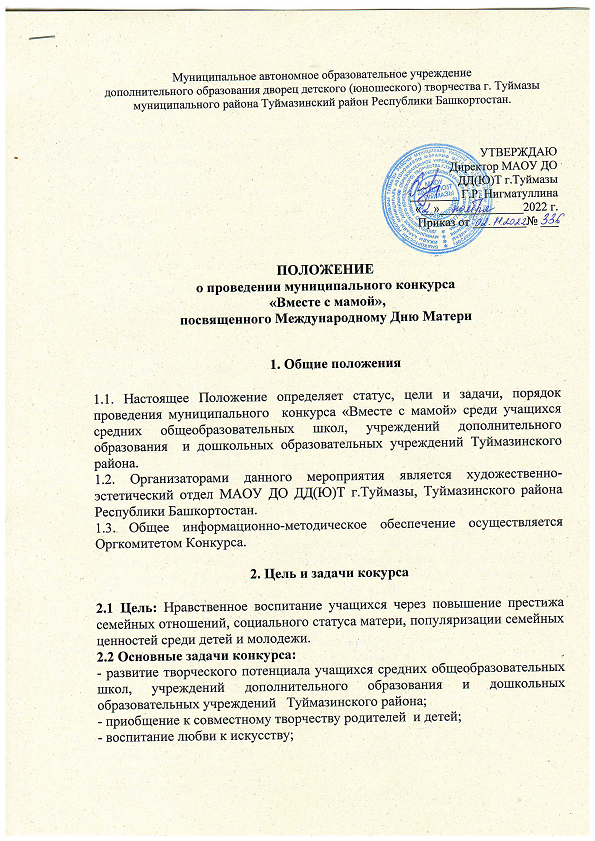 Муниципальное автономное образовательное учреждение
дополнительного образования дворец детского (юношеского) творчества г. Туймазы
муниципального района Туймазинский район Республики Башкортостан.
УТВЕРЖДАЮ
Директор МАОУ ДО
ДД(Ю)Т г.Туймазы
Г.Р. Нигматуллина
«2» ноября 2022 г.
Приказ от 02.11.2022 № 336
ПОЛОЖЕНИЕ
о проведении муниципального конкурса
«Вместе с мамой»,
посвященного Международному Дню Матери
1. Общие положения
1.1. Настоящее Положение определяет статус, цели и задачи, порядок
проведения муниципального конкурса «Вместе с мамой» среди учащихся
средних общеобразовательных школ, учреждений дополнительного
образования и дошкольных образовательных учреждений Туймазинского
района.
1.2. Организаторами данного мероприятия является художественно-
эстетический отдел МАОУ ДО ДД(Ю)Т г.Туймазы, Туймазинского района
Республики Башкортостан.
1.3. Общее информационно-методическое обеспечение осуществляется
Оргкомитетом Конкурса.
2. Цель и задачи кокурса
2.1 Цель: Нравственное воспитание учащихся через повышение престижа
семейных отношений, социального статуса матери, популяризации семейных
ценностей среди детей и молодежи.
2.2 Основные задачи конкурса:
- развитие творческого потенциала учащихся средних общеобразовательных
школ, учреждений дополнительного образования и дошкольных
образовательных учреждений Туймазинского района;
- приобщение к совместному творчеству родителей и детей;
- воспитание любви к искусству;